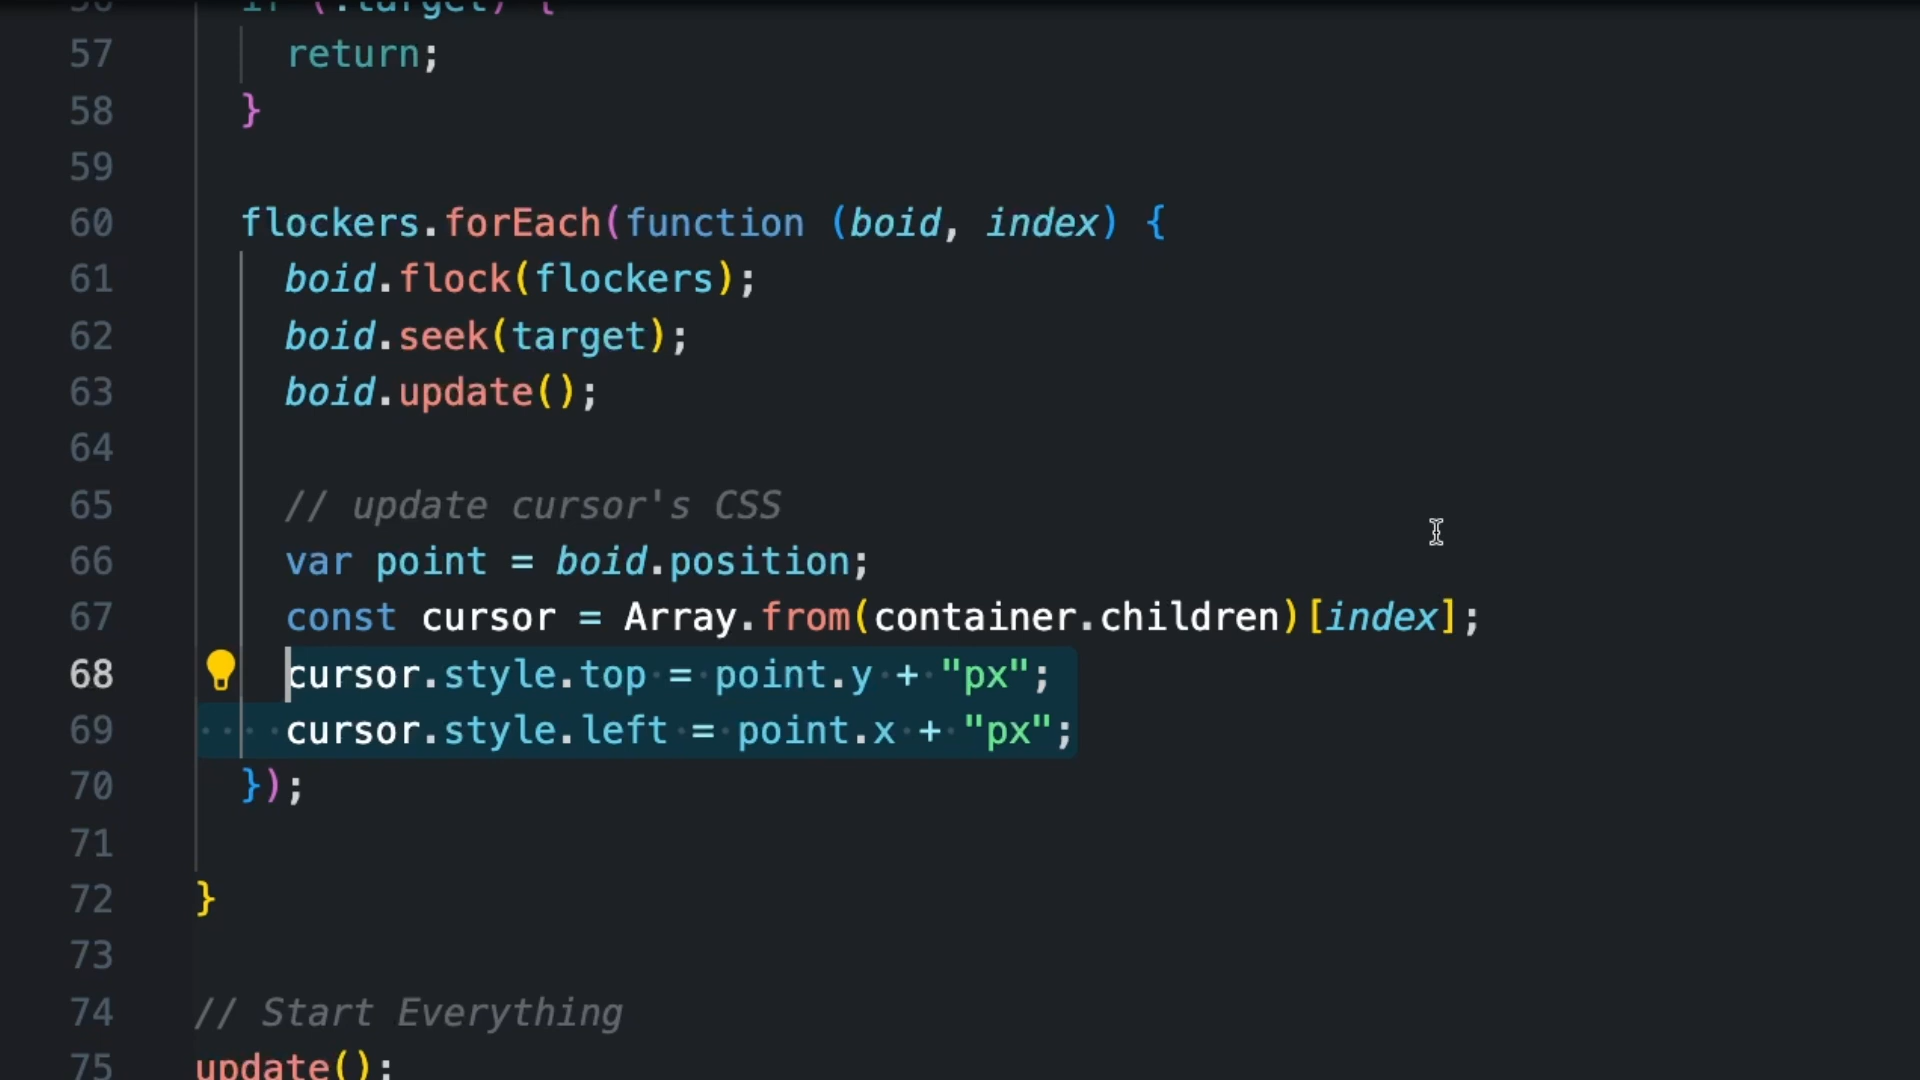 56 if (!target) {
57 return;
58 }
59
60 flockers.forEach(function (boid, index) {
61 boid.flock(flockers);
62 boid.seek(target);
63 boid.update();
64
65 // update cursor's CSS
66 var point = boid.position;
67 const cursor = Array.from(container.children)[index];
68 cursor.style.top = point.y + "px";
69 cursor.style.left = point.x + "px";
70 });
71
72 }
73
74 // Start Everything
75 update();